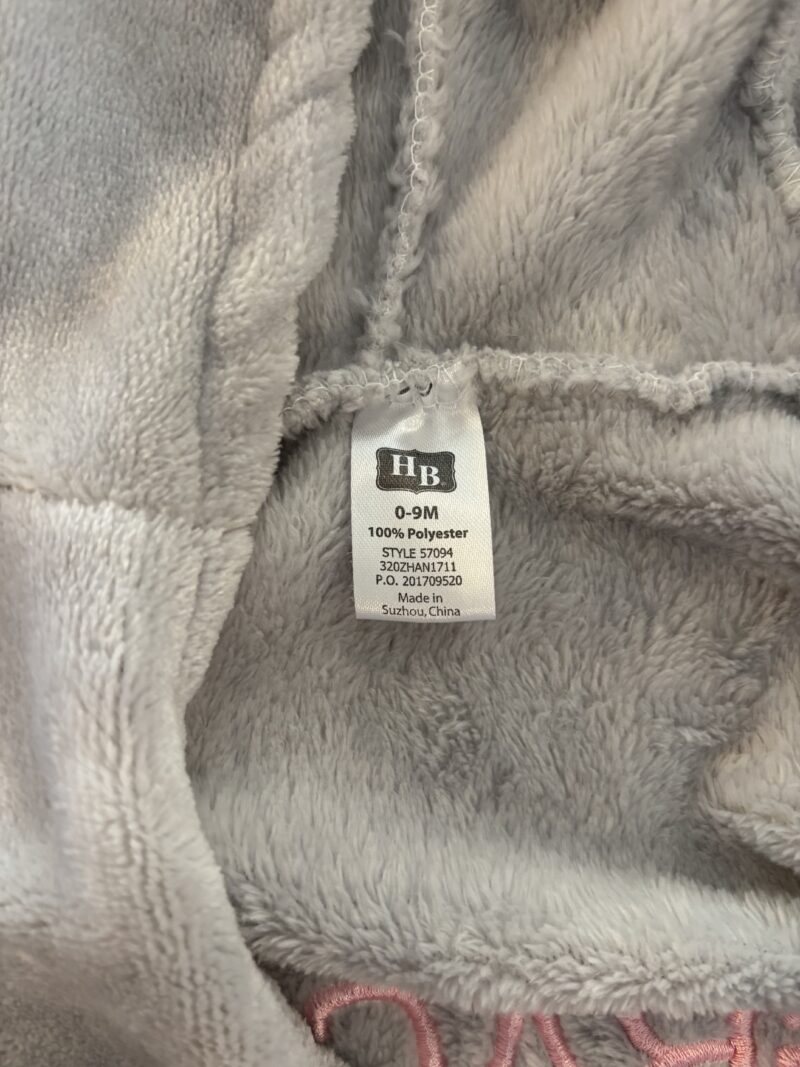 HB
0-9M
100% Polyester
STYLE 57094
320ZHAN1711
P.O. 201709520
Made in
Suzhou, China